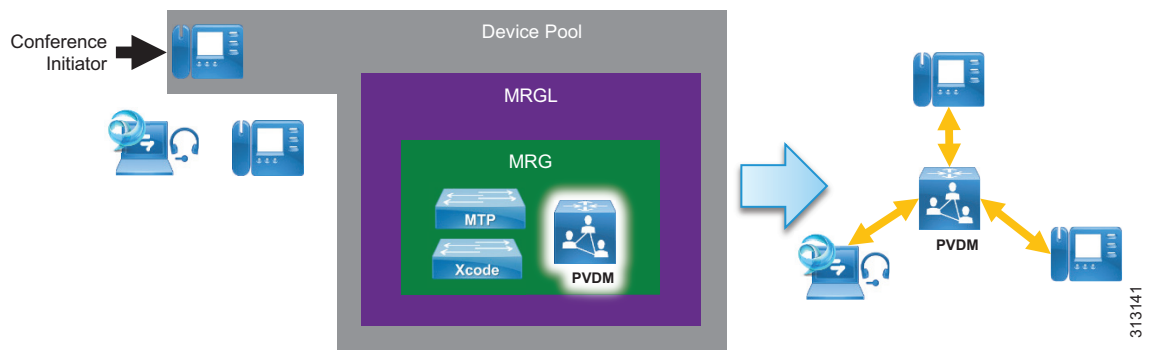 Conference
Initiator
Device Pool
MRGL
MRG
MTP
Xcode
PVDM
PVDM
313141